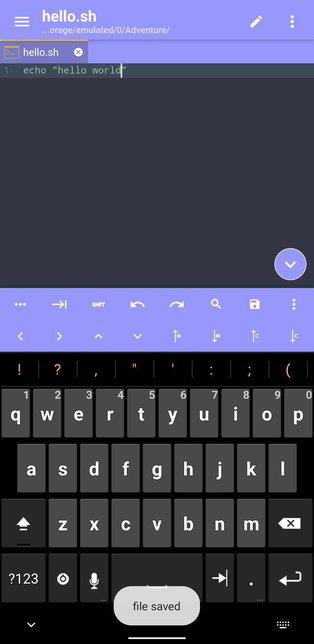 hello.sh
...orage/emulated/0/Adventure/
hello.sh
1 echo "hello world"
SHFT
M M C C
! ? , " ' : ; (
1 2 3 4 5 6 7 8 9 0
q w e r t y u i o p
a s d f g h j k l
z x c v b n m
?123 .
file saved